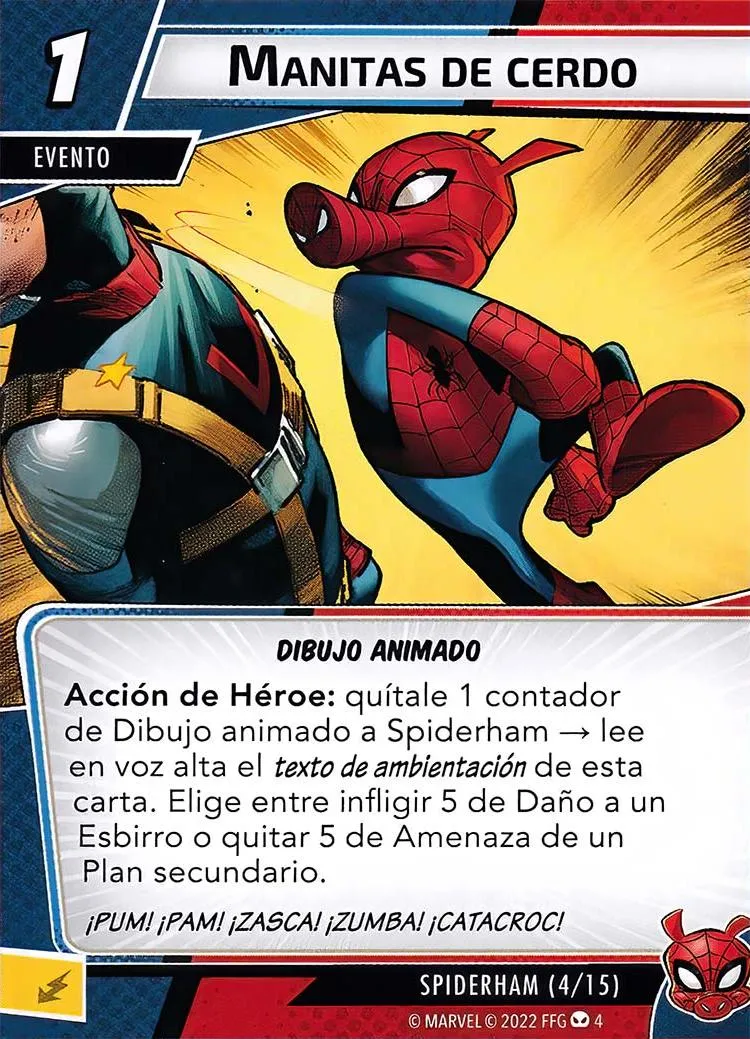 1
MANITAS DE CERDO
EVENTO
DIBUJO ANIMADO
Acción de Héroe: quítale 1 contador
de Dibujo animado a Spiderham → lee
en voz alta el texto de ambientación de esta
carta. Elige entre infligir 5 de Daño a un
Esbirro o quitar 5 de Amenaza de un
Plan secundario.
¡PUM! ¡PAM! ¡ZASCA! ¡ZUMBA! ¡CATACROC!
SPIDERHAM (4/15)
© MARVEL © 2022 FFG 4